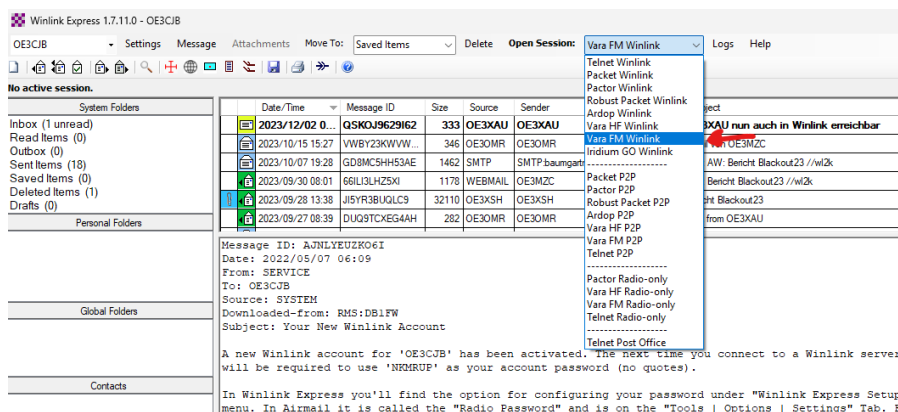 Winlink Express 1.7.11.0 - OE3CJB
OE3CJB Settings Message Attachments Move To: Saved Items Delete Open Session: Vara FM Winlink Logs Help
No active session.
System Folders
Inbox (1 unread)
Read Items (0)
Outbox (0)
Sent Items (18)
Saved Items (0)
Deleted Items (1)
Drafts (0)
Personal Folders
Global Folders
Contacts
Date/Time Message ID Size Source Sender ject
2023/12/02 0... QSKOJ9629I62 333 OE3XAU OE3XAU 3XAU nun auch in Winlink erreichbar
2023/10/15 15:27 VWBY23KWVW... 346 OE3OMR OE3OMR OE3MZC
2023/10/07 19:28 GD8MC5HH53AE 1462 SMTP SMTP:baumgart AW: Bericht Blackout23 //wl2k
2023/09/30 08:01 66ILI3LHZ5XI 1178 WEBMAIL OE3MZC Bericht Blackout23 //wl2k
2023/09/28 13:38 JI5YR3BUQLC9 32110 OE3XSH OE3XSH cht Blackout23
2023/09/27 08:39 DUQ9TCXEG4AH 282 OE3OMR OE3OMR from OE3XAU
Telnet Winlink
Packet Winlink
Pactor Winlink
Robust Packet Winlink
Ardop Winlink
Vara HF Winlink
Vara FM Winlink
Iridium GO Winlink
-------------------
Packet P2P
Pactor P2P
Robust Packet P2P
Ardop P2P
Vara HF P2P
Vara FM P2P
Telnet P2P
-------------------
Pactor Radio-only
Vara HF Radio-only
Vara FM Radio-only
Telnet Radio-only
-------------------
Telnet Post Office
Message ID: AJNLYEUZKO6I
Date: 2022/05/07 06:09
From: SERVICE
To: OE3CJB
Source: SYSTEM
Downloaded-from: RMS:DB1FW
Subject: Your New Winlink Account
A new Winlink account for 'OE3CJB' has been activated. The next time you connect to a Winlink server
will be required to use 'NKMRUP' as your account password (no quotes).
In Winlink Express you'll find the option for configuring your password under "Winlink Express Setup
menu. In Airmail it is called the "Radio Password" and is on the "Tools | Options | Settings" Tab.